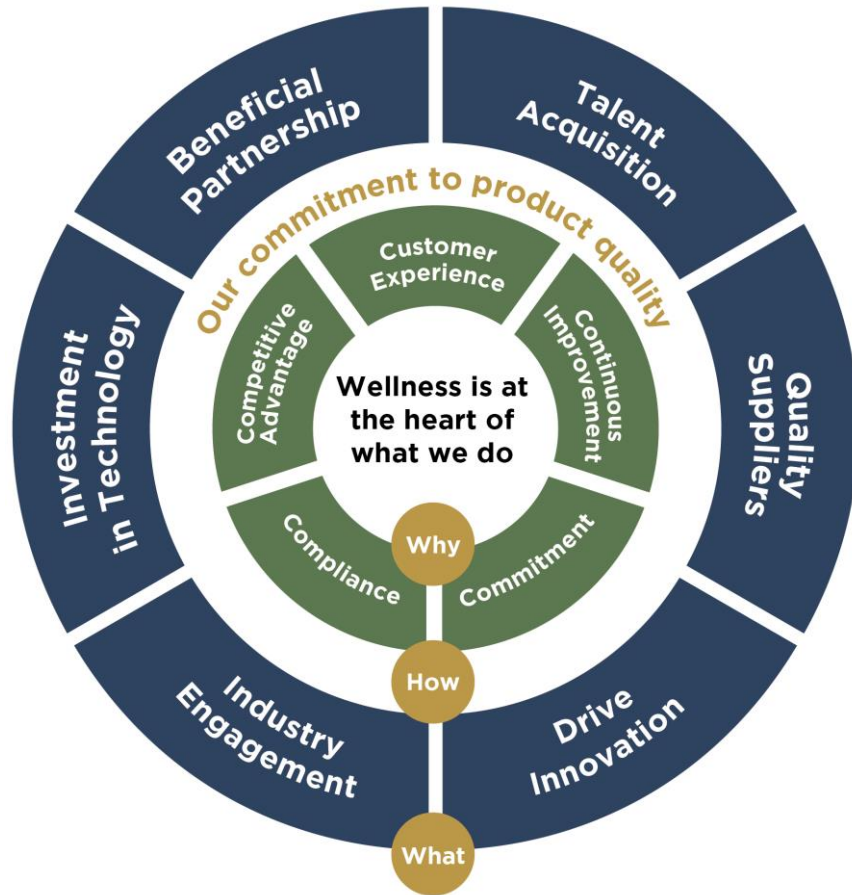 Beneficial
Partnership
Talent
Acquisition
Our commitment to product quality
Customer
Experience
Competitive
Advantage
Continuous
Improvement
Investment
in Technology
Wellness is at
the heart of
what we do
Quality
Suppliers
Why
Compliance
Commitment
How
Industry
Engagement
Drive
Innovation
What